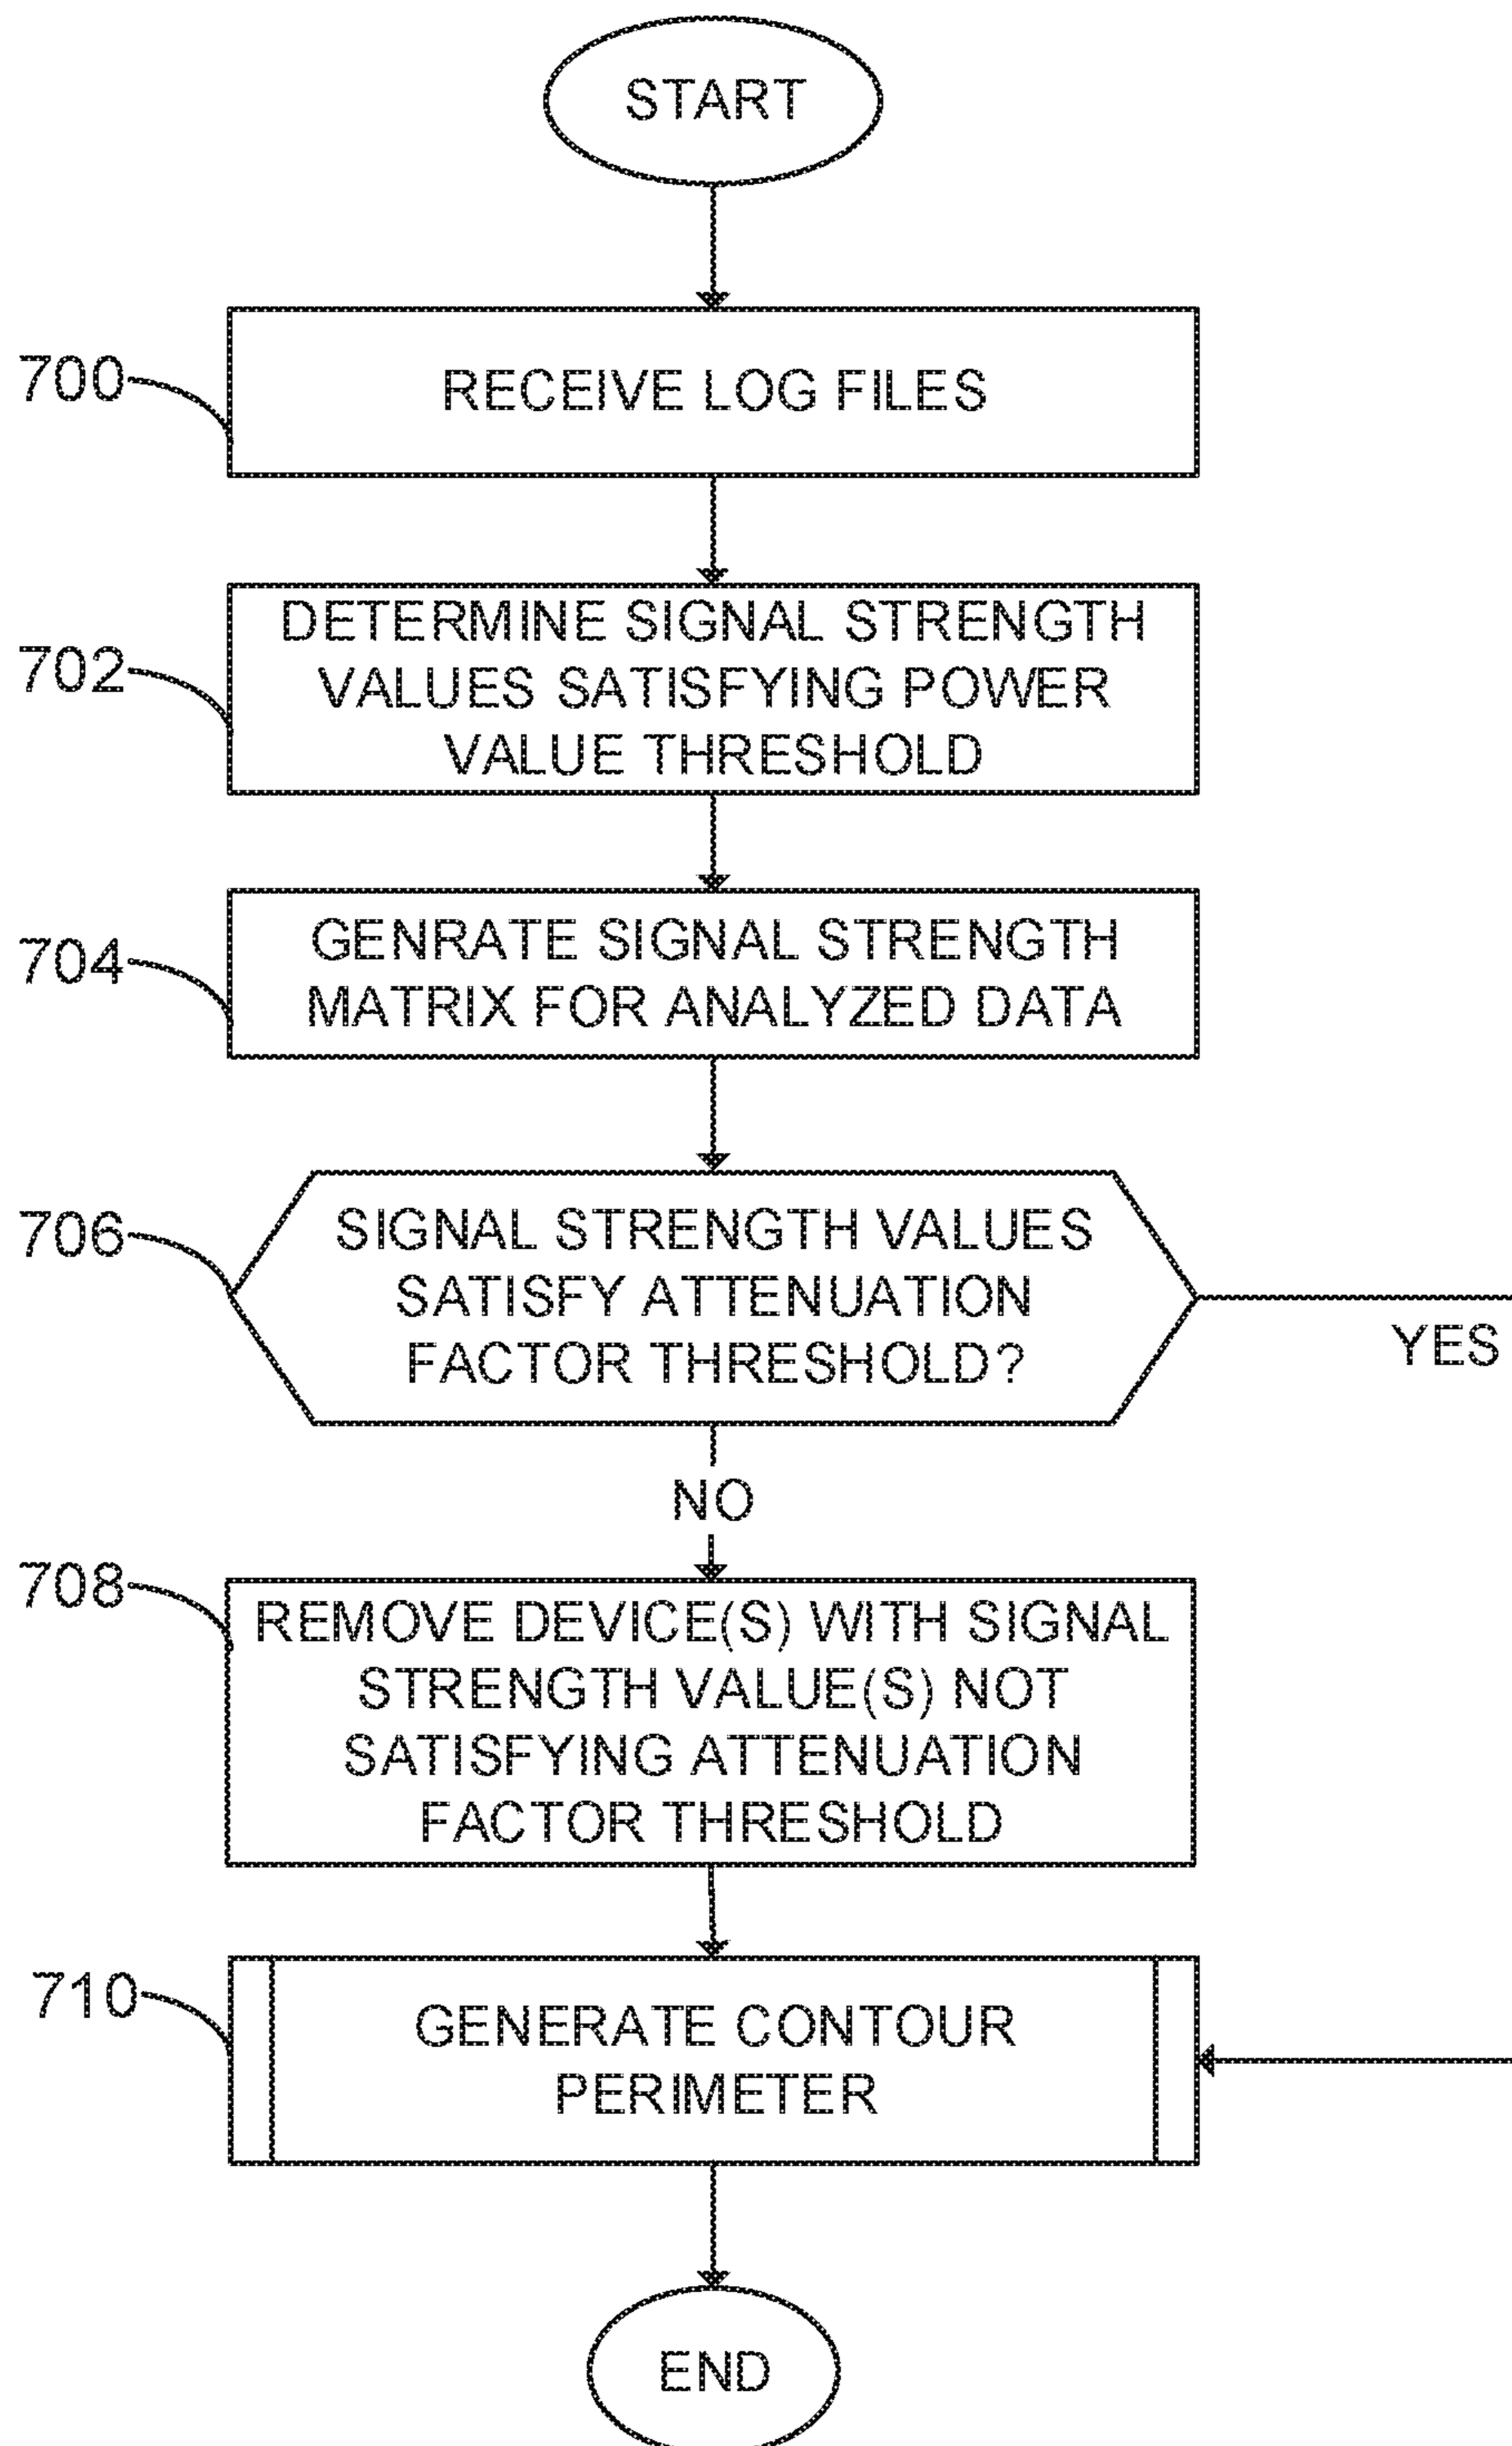 START
700
RECEIVE LOG FILES
702
DETERMINE SIGNAL STRENGTH
VALUES SATISFYING POWER
VALUE THRESHOLD
704
GENRATE SIGNAL STRENGTH
MATRIX FOR ANALYZED DATA
706
SIGNAL STRENGTH VALUES
SATISFY ATTENUATION
FACTOR THRESHOLD?
YES
NO
708
REMOVE DEVICE(S) WITH SIGNAL
STRENGTH VALUE(S) NOT
SATISFYING ATTENUATION
FACTOR THRESHOLD
710
GENERATE CONTOUR
PERIMETER
END